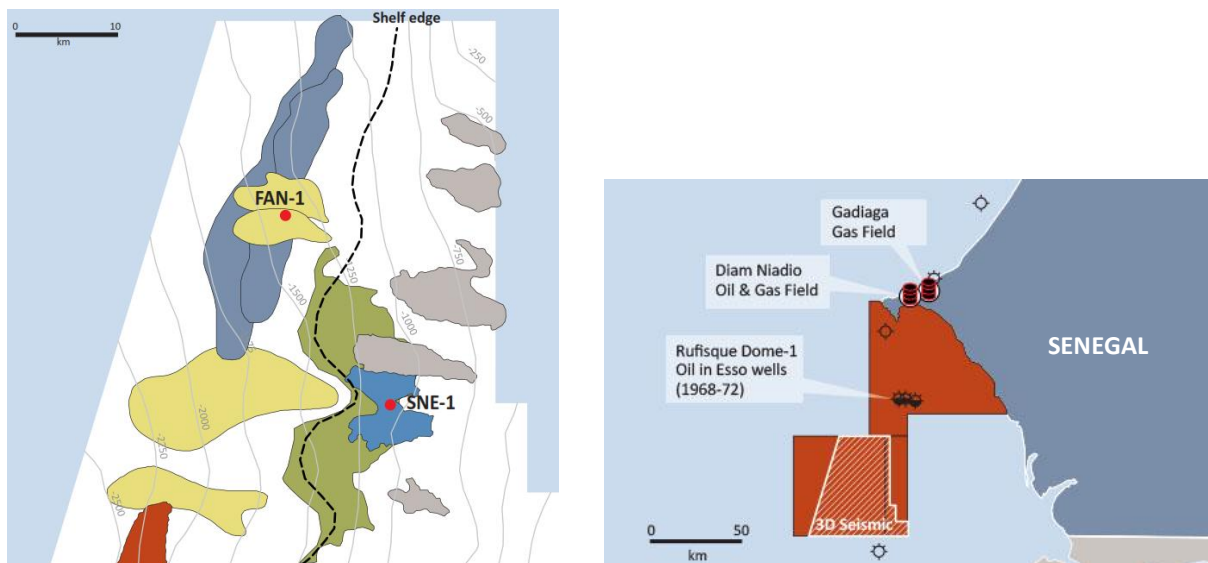 0 10
km
Shelf edge
-250
-500
FAN-1
-750
-1500
1250
-1000
SNE-1
-2000
-2250
-2500
Gadiaga
Gas Field
Diam Niadio
Oil & Gas Field
SENEGAL
Rufisque Dome-1
Oil in Esso wells
(1968-72)
3D Seismic
0 50
km